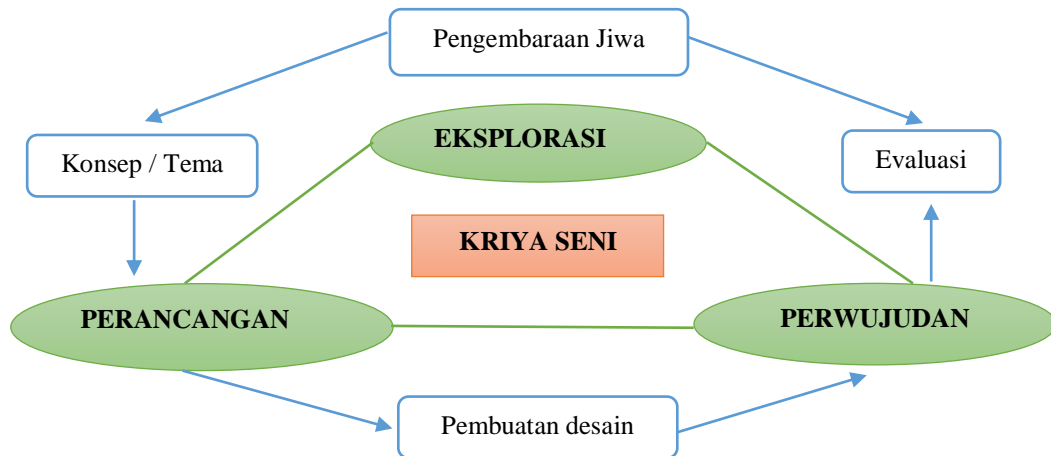 Pengembaraan Jiwa
EKSPLORASI
Konsep / Tema
Evaluasi
KRIYA SENI
PERANCANGAN
PERWUJUDAN
Pembuatan desain